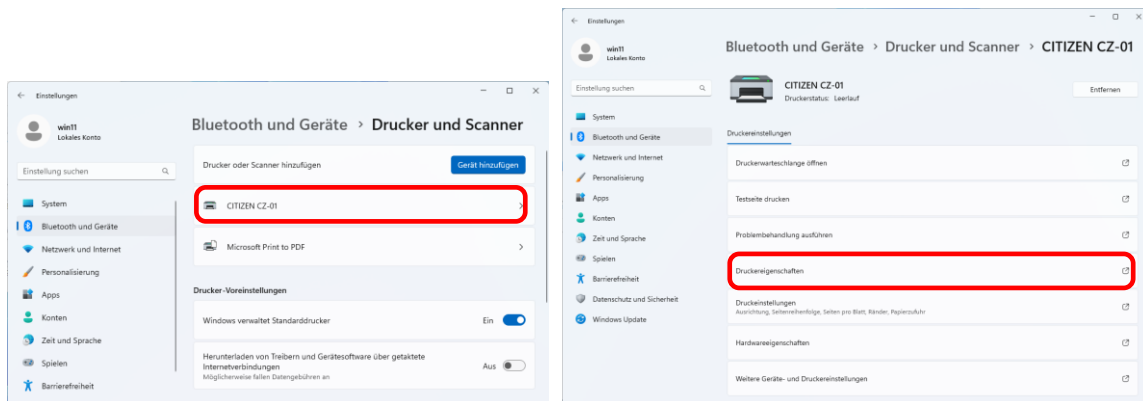 Einstellungen
win11
Lokales Konto
Einstellung suchen
System
Bluetooth und Geräte
Netzwerk und Internet
Personalisierung
Apps
Konten
Zeit und Sprache
Spielen
Barrierefreiheit
Bluetooth und Geräte > Drucker und Scanner
Drucker oder Scanner hinzufügen
Gerät hinzufügen
CITIZEN CZ-01
Microsoft Print to PDF
Drucker-Voreinstellungen
Windows verwaltet Standarddrucker
Ein
Herunterladen von Treibern und Gerätesoftware über getaktete
Internetverbindungen
Möglicherweise fallen Datengebühren an
Aus
Einstellungen
win11
Lokales Konto
Einstellung suchen
System
Bluetooth und Geräte
Netzwerk und Internet
Personalisierung
Apps
Konten
Zeit und Sprache
Spielen
Barrierefreiheit
Datenschutz und Sicherheit
Windows Update
Bluetooth und Geräte > Drucker und Scanner > CITIZEN CZ-01
CITIZEN CZ-01
Druckerstatus: Leerlauf
Entfernen
Druckereinstellungen
Druckerwarteschlange öffnen
Testseite drucken
Problembehandlung ausführen
Druckereigenschaften
Druckeinstellungen
Ausrichtung, Seitenreihenfolge, Seiten pro Blatt, Ränder, Papierzufuhr
Hardwareeigenschaften
Weitere Geräte- und Druckereinstellungen